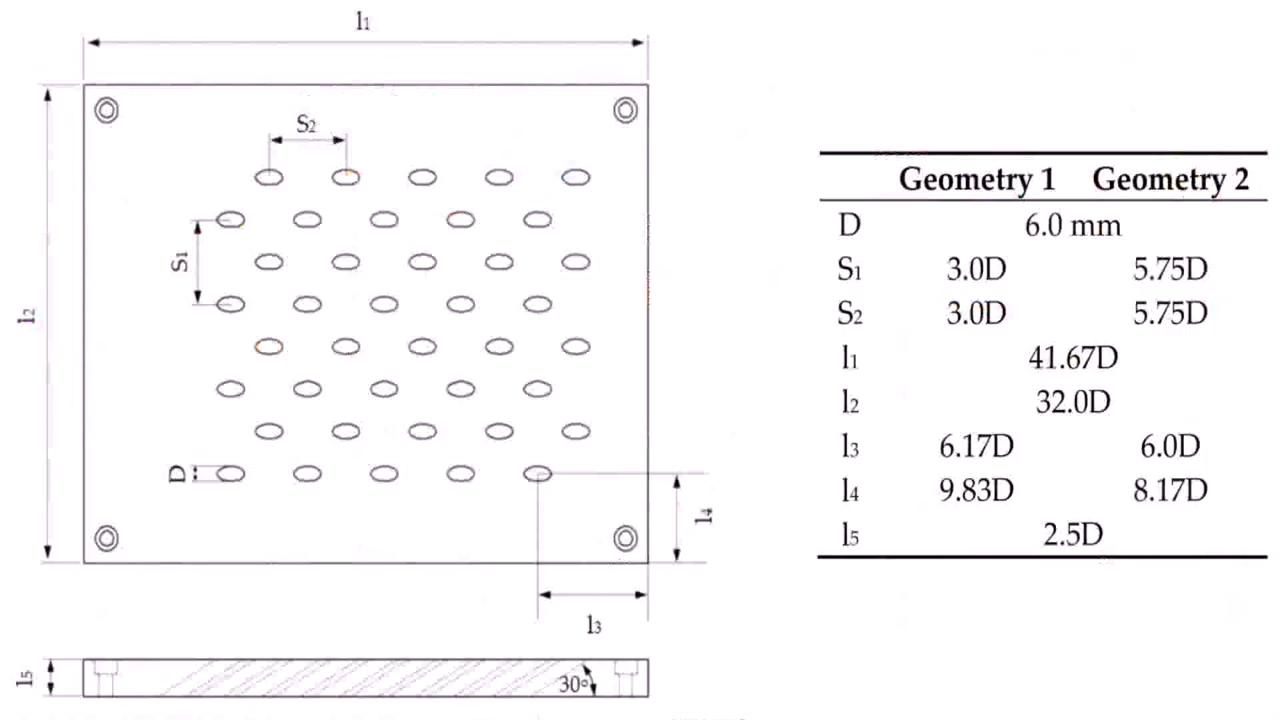 l1
S2
S1
l2
D
l4
l3
l5
30°
Geometry 1 Geometry 2
D 6.0 mm
S1 3.0D 5.75D
S2 3.0D 5.75D
l1 41.67D
l2 32.0D
l3 6.17D 6.0D
l4 9.83D 8.17D
l5 2.5D